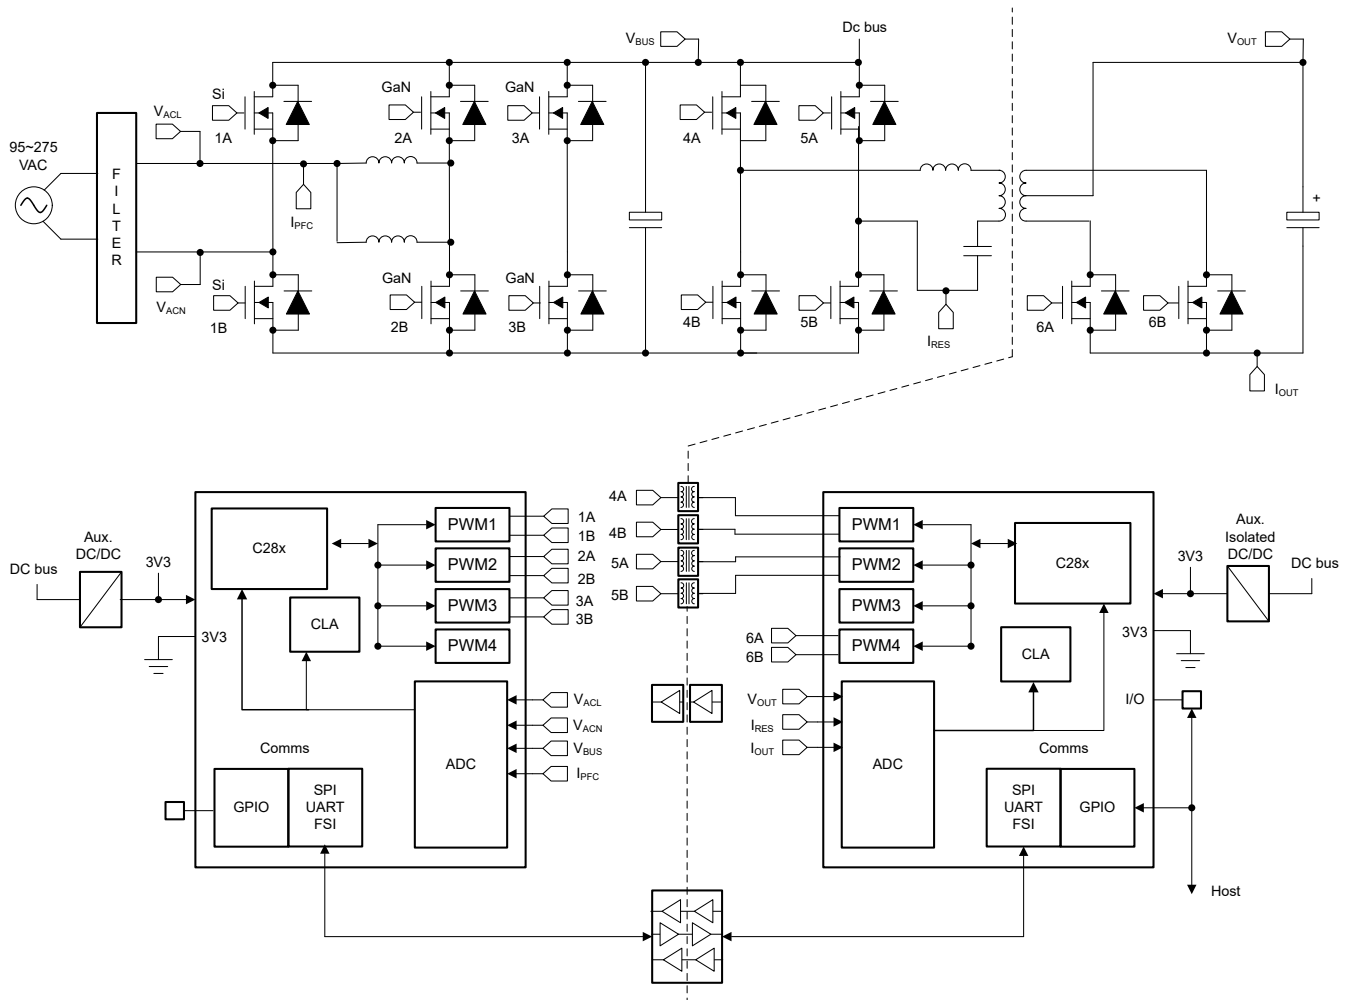 Dc bus
VBUS
VOUT
Si
GaN
GaN
VACL
1A
2A
3A
4A
5A
95~275
VAC
FILTER
IPFC
Si
GaN
GaN
VACN
1B
2B
3B
4B
5B
6A
6B
IRES
+
IOUT
4A
4B
5A
5B
C28x
PWM1
PWM2
PWM3
PWM4
1A
1B
2A
2B
3A
3B
Aux.
DC/DC
DC bus
3V3
3V3
CLA
ADC
VACL
VACN
VBUS
IPFC
Comms
GPIO
SPI
UART
FSI
PWM1
PWM2
PWM3
PWM4
C28x
CLA
6A
6B
VOUT
IRES
IOUT
ADC
Comms
SPI
UART
FSI
GPIO
Aux.
Isolated
DC/DC
3V3
DC bus
3V3
I/O
Host